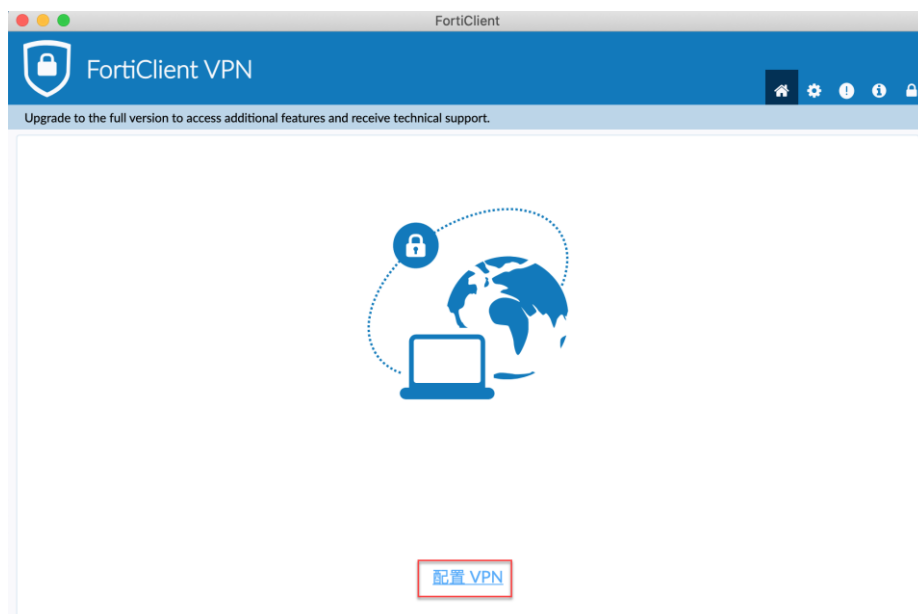 FortiClient
FortiClient VPN
Upgrade to the full version to access additional features and receive technical support.
配置 VPN